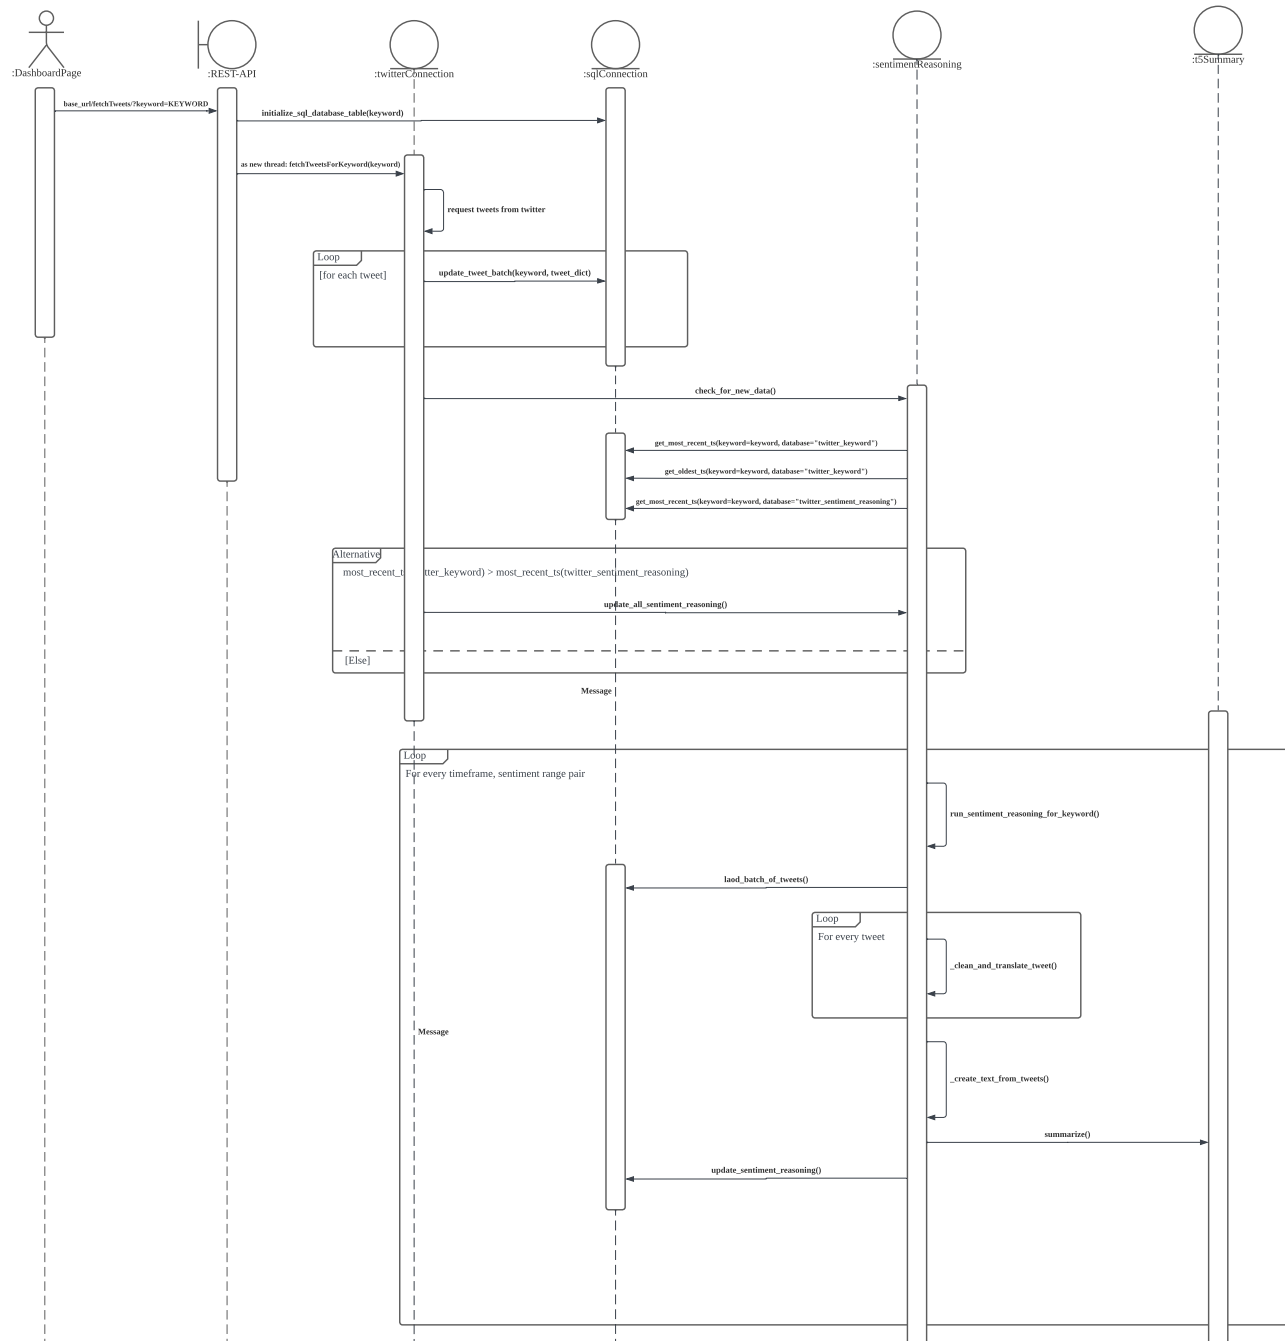 :DashboardPage
:REST-API
:twitterConnection
:sqlConnection
:sentimentReasoning
:t5Summary
base_url/fetchTweets/?keyword=KEYWORD
initialize_sql_database_table(keyword)
as new thread: fetchTweetsForKeyword(keyword)
request tweets from twitter
Loop
[for each tweet]
update_tweet_batch(keyword, tweet_dict)
check_for_new_data()
get_most_recent_ts(keyword=keyword, database="twitter_keyword")
get_oldest_ts(keyword=keyword, database="twitter_keyword")
get_most_recent_ts(keyword=keyword, database="twitter_sentiment_reasoning")
Alternative
most_recent_t tter_keyword) > most_recent_ts(twitter_sentiment_reasoning)
update_all_sentiment_reasoning()
[Else]
Message
Loop
For every timeframe, sentiment range pair
run_sentiment_reasoning_for_keyword()
laod_batch_of_tweets()
Loop
For every tweet
_clean_and_translate_tweet()
Message
_create_text_from_tweets()
summarize()
update_sentiment_reasoning()